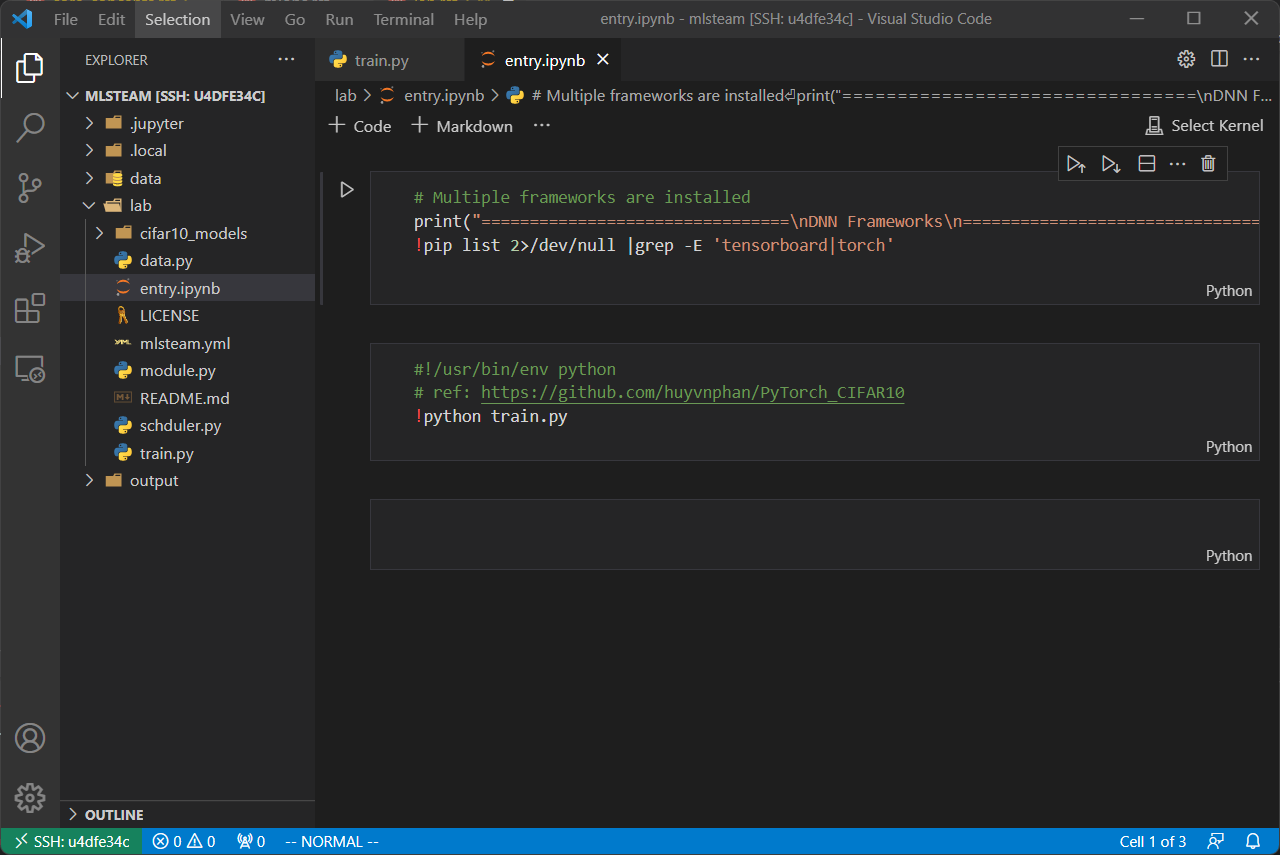 File Edit Selection View Go Run Terminal Help entry.ipynb - mlsteam [SSH: u4dfe34c] - Visual Studio Code
EXPLORER
MLSTEAM [SSH: U4DFE34C]
.jupyter
.local
data
lab
cifar10_models
data.py
entry.ipynb
LICENSE
mlsteam.yml
module.py
README.md
schduler.py
train.py
output
OUTLINE
train.py entry.ipynb
lab > entry.ipynb > # Multiple frameworks are installed⏎print("================================\nDNN F...
+ Code + Markdown ... Select Kernel
# Multiple frameworks are installed
print("================================\nDNN Frameworks\n===============================
!pip list 2>/dev/null |grep -E 'tensorboard|torch'
Python
#!/usr/bin/env python
# ref: https://github.com/huyvnphan/PyTorch_CIFAR10
!python train.py
Python
Python
SSH: u4dfe34c 0 0 0 -- NORMAL -- Cell 1 of 3